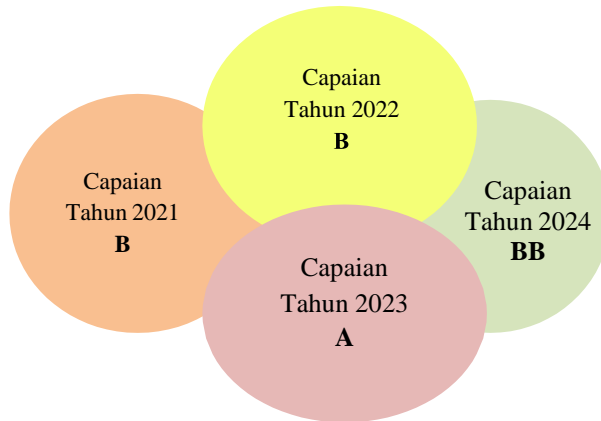 Capaian
Tahun 2021
B
Capaian
Tahun 2022
B
Capaian
Tahun 2023
A
Capaian
Tahun 2024
BB